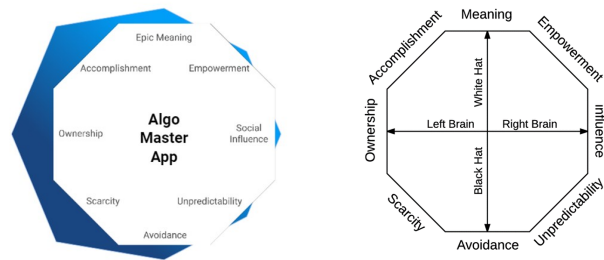 Epic Meaning
Accomplishment
Empowerment
Ownership
Algo
Master
App
Social
Influence
Scarcity
Unpredictability
Avoidance
Meaning
Accomplishment
Empowerment
White Hat
Ownership
Left Brain
Right Brain
influence
Black Hat
Scarcity
Unpredictability
Avoidance